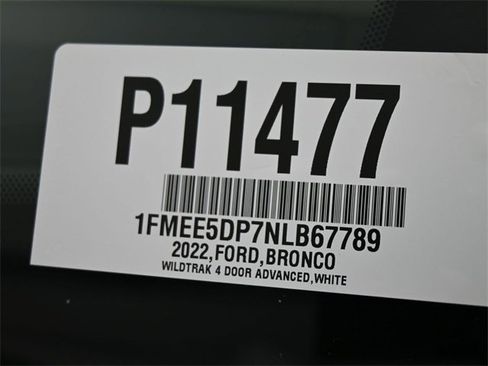 P11477
1FMEE5DP7NLB67789
2022,FORD,BRONCO
WILDTRAK 4 DOOR ADVANCED,WHITE